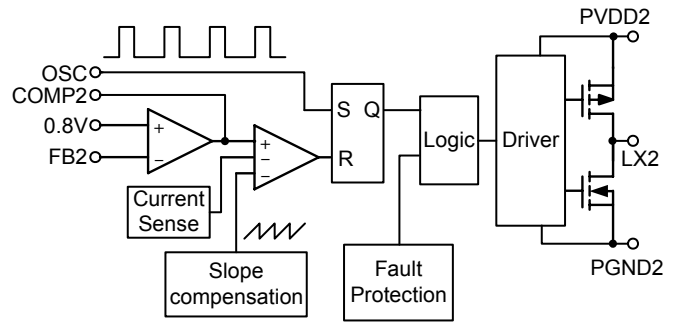 PVDD2
OSC
COMP2
0.8V
FB2
+
−
+
−
−
S Q
R
Logic
Driver
LX2
Current
Sense
Slope
compensation
Fault
Protection
PGND2